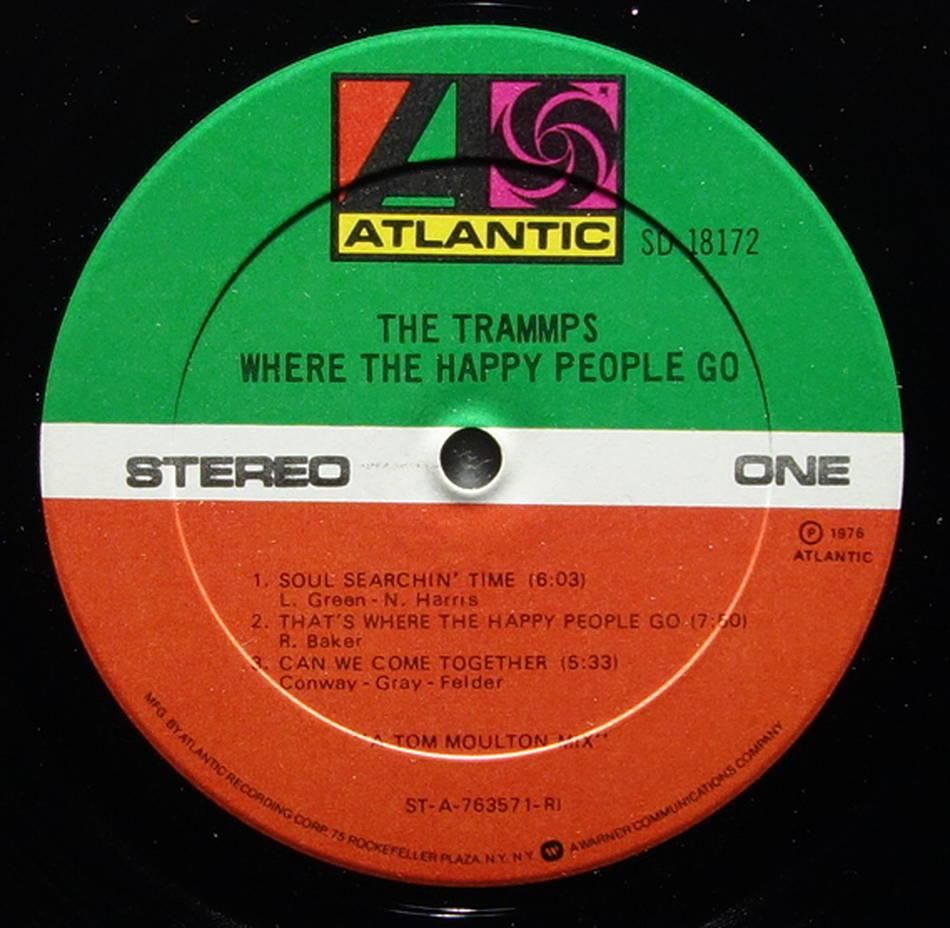 ATLANTIC
SD 18172
THE TRAMMPS
WHERE THE HAPPY PEOPLE GO
STEREO
ONE
℗ 1976
ATLANTIC
1. SOUL SEARCHIN' TIME (6:03)
L. Green - N. Harris
2. THAT'S WHERE THE HAPPY PEOPLE GO (7:50)
R. Baker
3. CAN WE COME TOGETHER (5:33)
Conway - Gray - Felder
"A TOM MOULTON MIX"
ST-A-763571-RI
MFG. BY ATLANTIC RECORDING CORP. 75 ROCKEFELLER PLAZA, N.Y. N.Y. A WARNER COMMUNICATIONS COMPANY